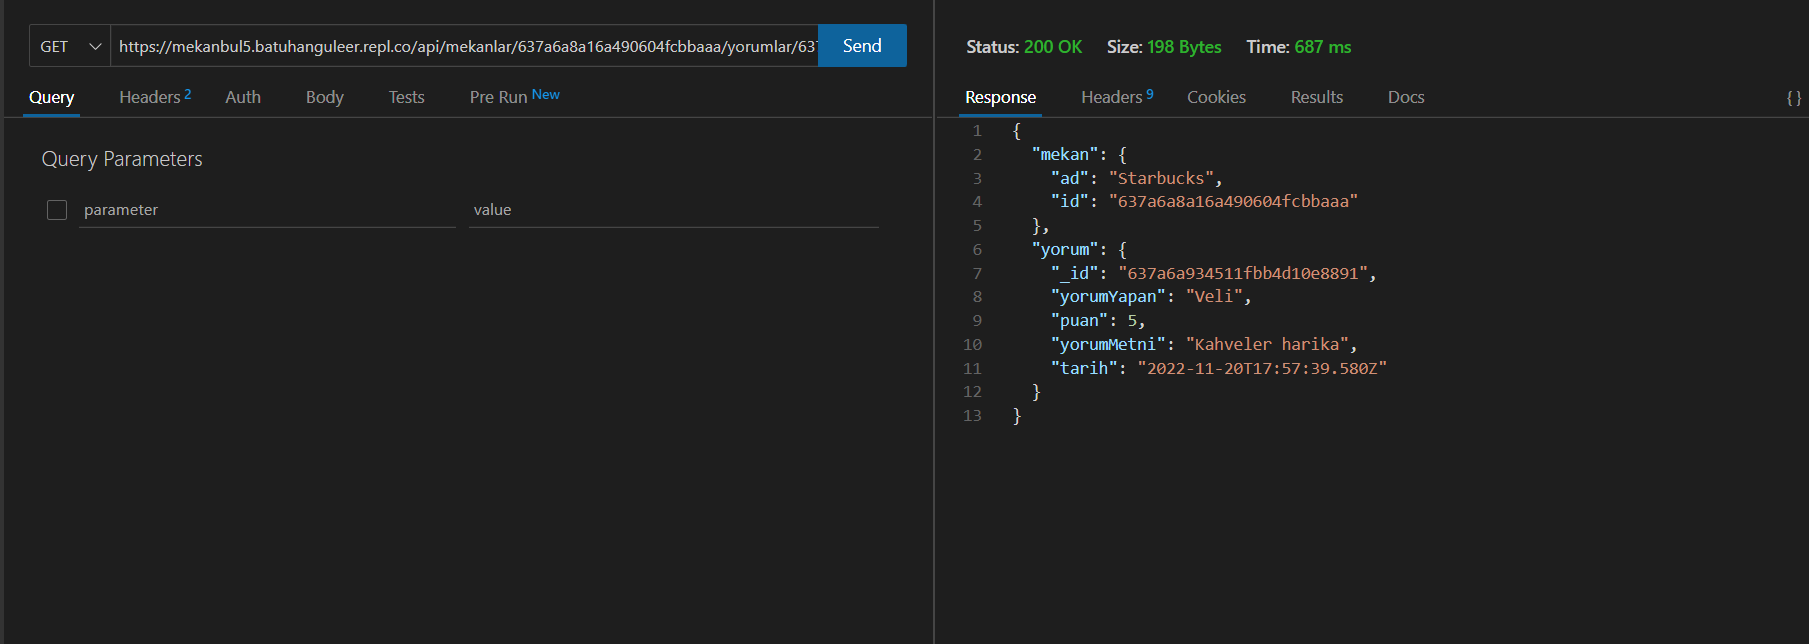 GET
https://mekanbul5.batuhanguleer.repl.co/api/mekanlar/637a6a8a16a490604fcbbaaa/yorumlar/637
Send
Query Headers 2 Auth Body Tests Pre Run New
Query Parameters
parameter value
Status: 200 OK Size: 198 Bytes Time: 687 ms
Response Headers 9 Cookies Results Docs { }
1 {
2 "mekan": {
3 "ad": "Starbucks",
4 "id": "637a6a8a16a490604fcbbaaa"
5 },
6 "yorum": {
7 "_id": "637a6a934511fbb4d10e8891",
8 "yorumYapan": "Veli",
9 "puan": 5,
10 "yorumMetni": "Kahveler harika",
11 "tarih": "2022-11-20T17:57:39.580Z"
12 }
13 }